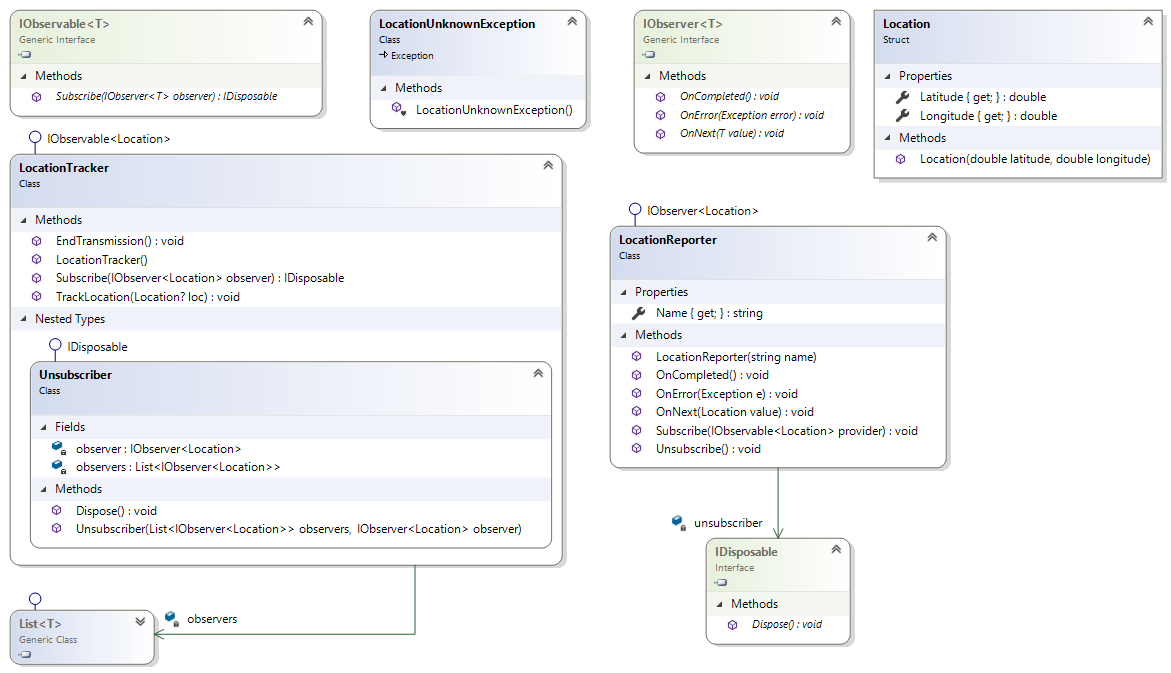 IObservable<T>
Generic Interface
Methods
Subscribe(IObserver<T> observer) : IDisposable
LocationUnknownException
Class
Exception
Methods
LocationUnknownException()
IObserver<T>
Generic Interface
Methods
OnCompleted() : void
OnError(Exception error) : void
OnNext(T value) : void
Location
Struct
Properties
Latitude { get; } : double
Longitude { get; } : double
Methods
Location(double latitude, double longitude)
IObservable<Location>
LocationTracker
Class
Methods
EndTransmission() : void
LocationTracker()
Subscribe(IObserver<Location> observer) : IDisposable
TrackLocation(Location? loc) : void
Nested Types
IDisposable
Unsubscriber
Class
Fields
observer : IObserver<Location>
observers : List<IObserver<Location>>
Methods
Dispose() : void
Unsubscriber(List<IObserver<Location>> observers, IObserver<Location> observer)
IObserver<Location>
LocationReporter
Class
Properties
Name { get; } : string
Methods
LocationReporter(string name)
OnCompleted() : void
OnError(Exception e) : void
OnNext(Location value) : void
Subscribe(IObservable<Location> provider) : void
Unsubscribe() : void
unsubscriber
IDisposable
Interface
Methods
Dispose() : void
observers
List<T>
Generic Class